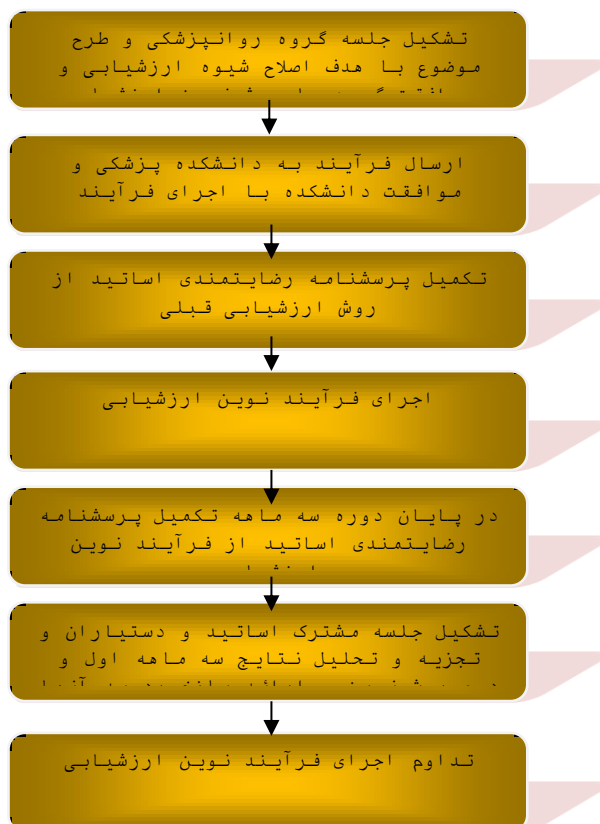 تشکیل جلسه گروه روانپزشکی و طرح
موضوع با هدف اصلاح شیوه ارزشیابی و
ارسال فرآیند به دانشکده پزشکی و
موافقت دانشکده با اجرای فرآیند
تکمیل پرسشنامه رضایتمندی اساتید از
روش ارزشیابی قبلی
اجرای فرآیند نوین ارزشیابی
در پایان دوره سه ماهه تکمیل پرسشنامه
رضایتمندی اساتید از فرآیند نوین
تشکیل جلسه مشترک اساتید و دستیاران و
تجزیه و تحلیل نتایج سه ماهه اول و
تداوم اجرای فرآیند نوین ارزشیابی